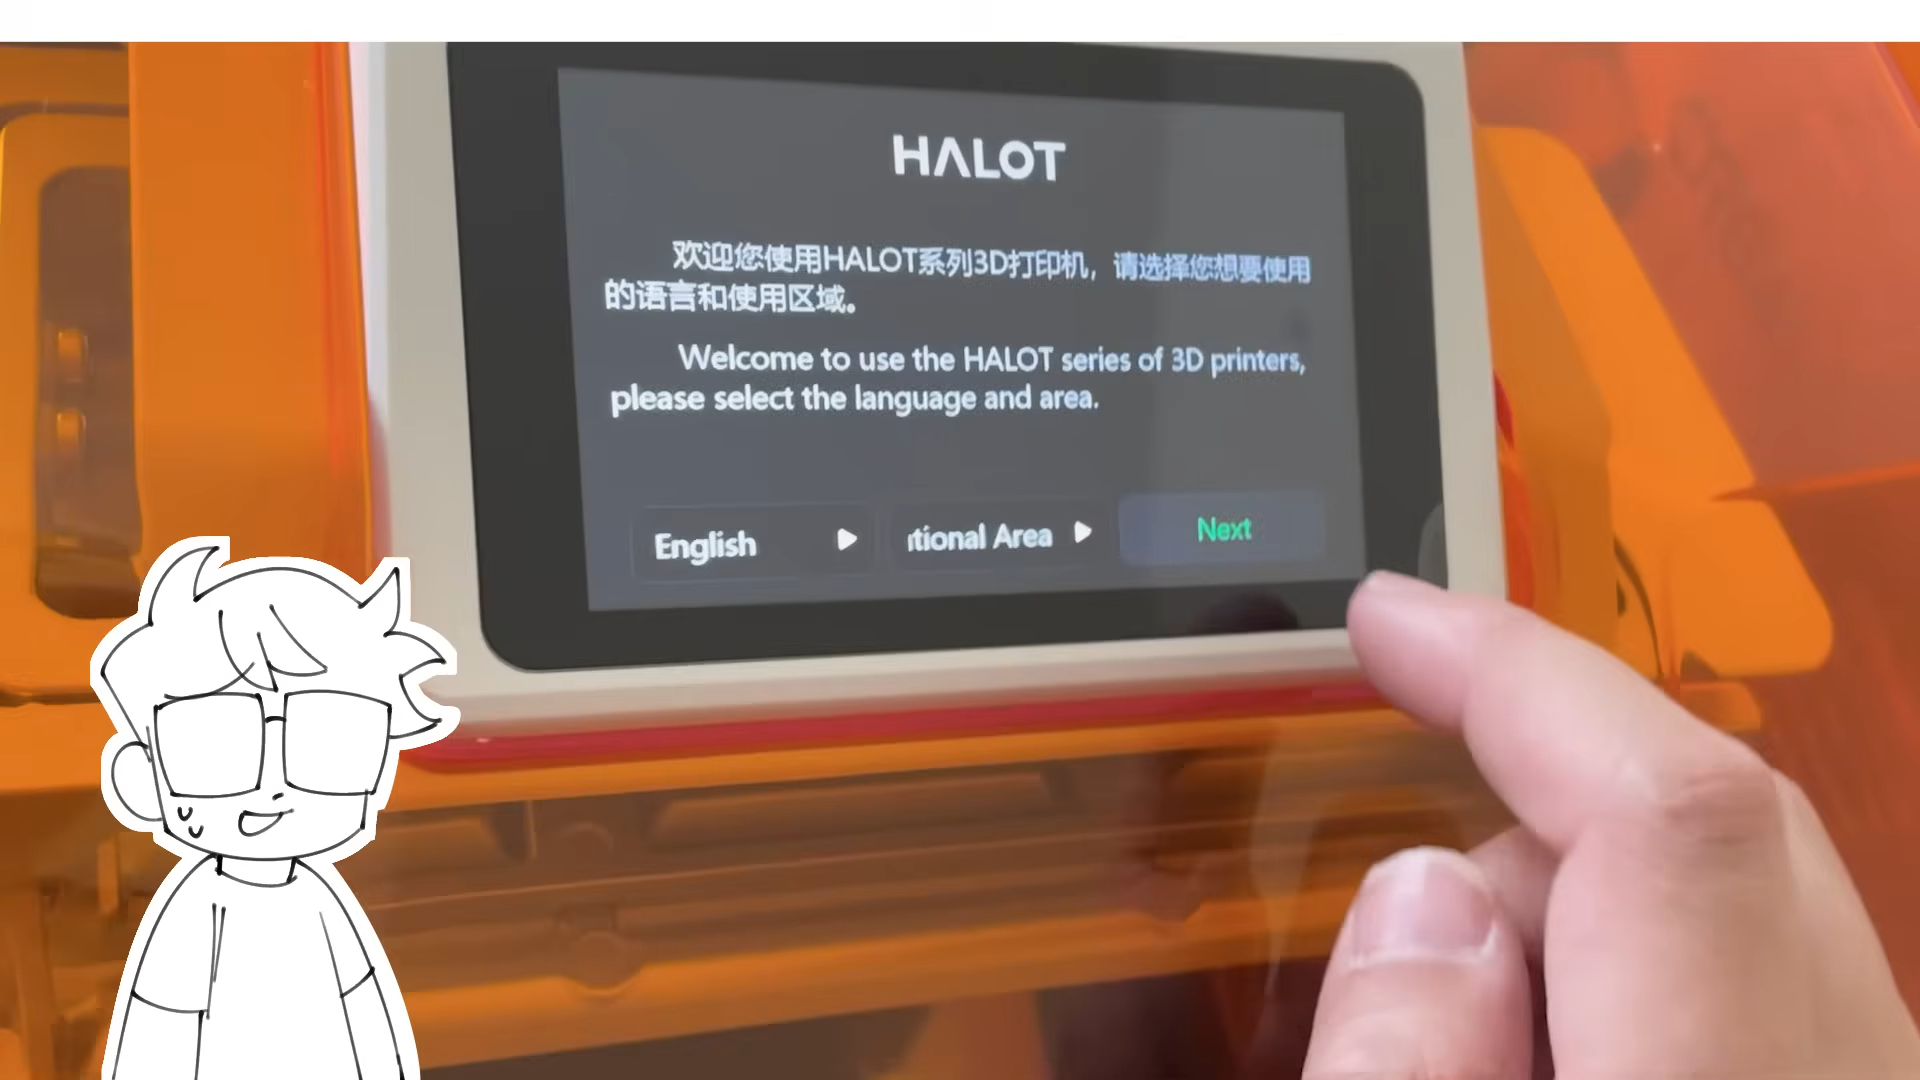 HALOT
欢迎您使用HALOT系列3D打印机，请选择您想要使用
的语言和使用区域。
Welcome to use the HALOT series of 3D printers,
please select the language and area.
English
tional Area
Next